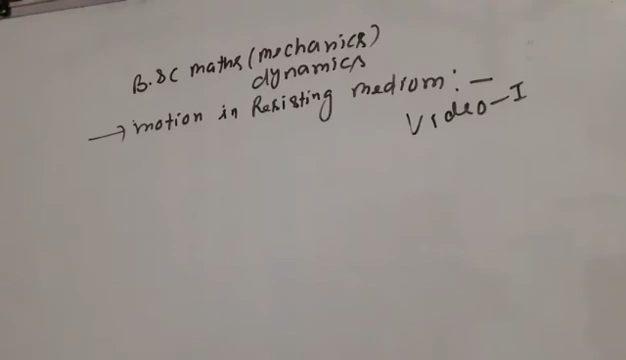 B.SC maths (mechanics)
dynamics
→ motion in Resisting medium : -
Video - I